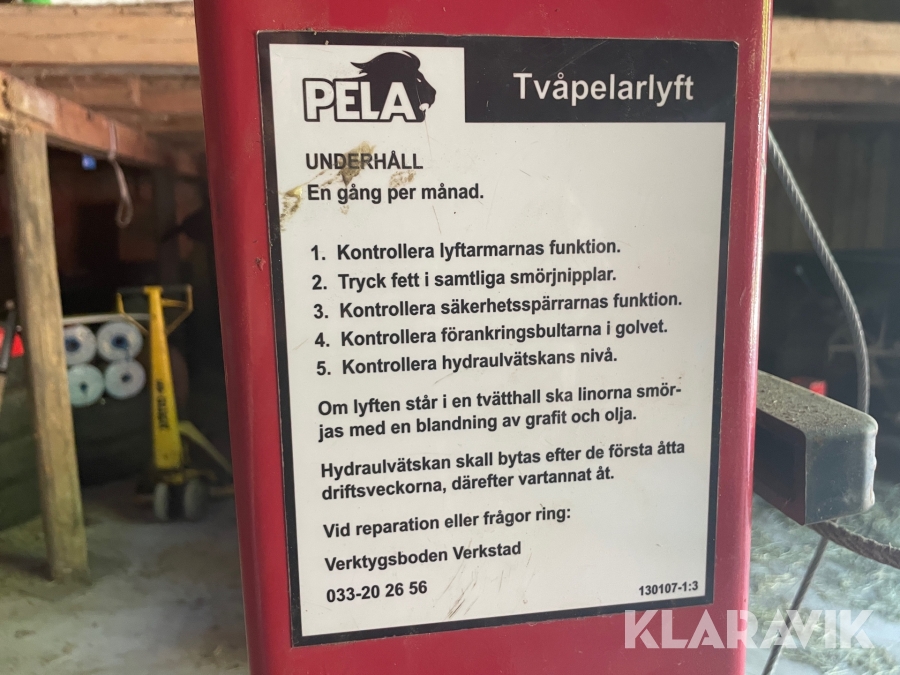 PELA
Tvåpelarlyft
UNDERHÅLL
En gång per månad.
1. Kontrollera lyftarmarnas funktion.
2. Tryck fett i samtliga smörjnipplar.
3. Kontrollera säkerhetsspärrarnas funktion.
4. Kontrollera förankringsbultarna i golvet.
5. Kontrollera hydraulvätskans nivå.
Om lyften står i en tvätthall ska linorna smör-
jas med en blandning av grafit och olja.
Hydraulvätskan skall bytas efter de första åtta
driftsveckorna, därefter vartannat åt.
Vid reparation eller frågor ring:
Verktygsboden Verkstad
033-20 26 56
130107-1:3
KLARAVIK